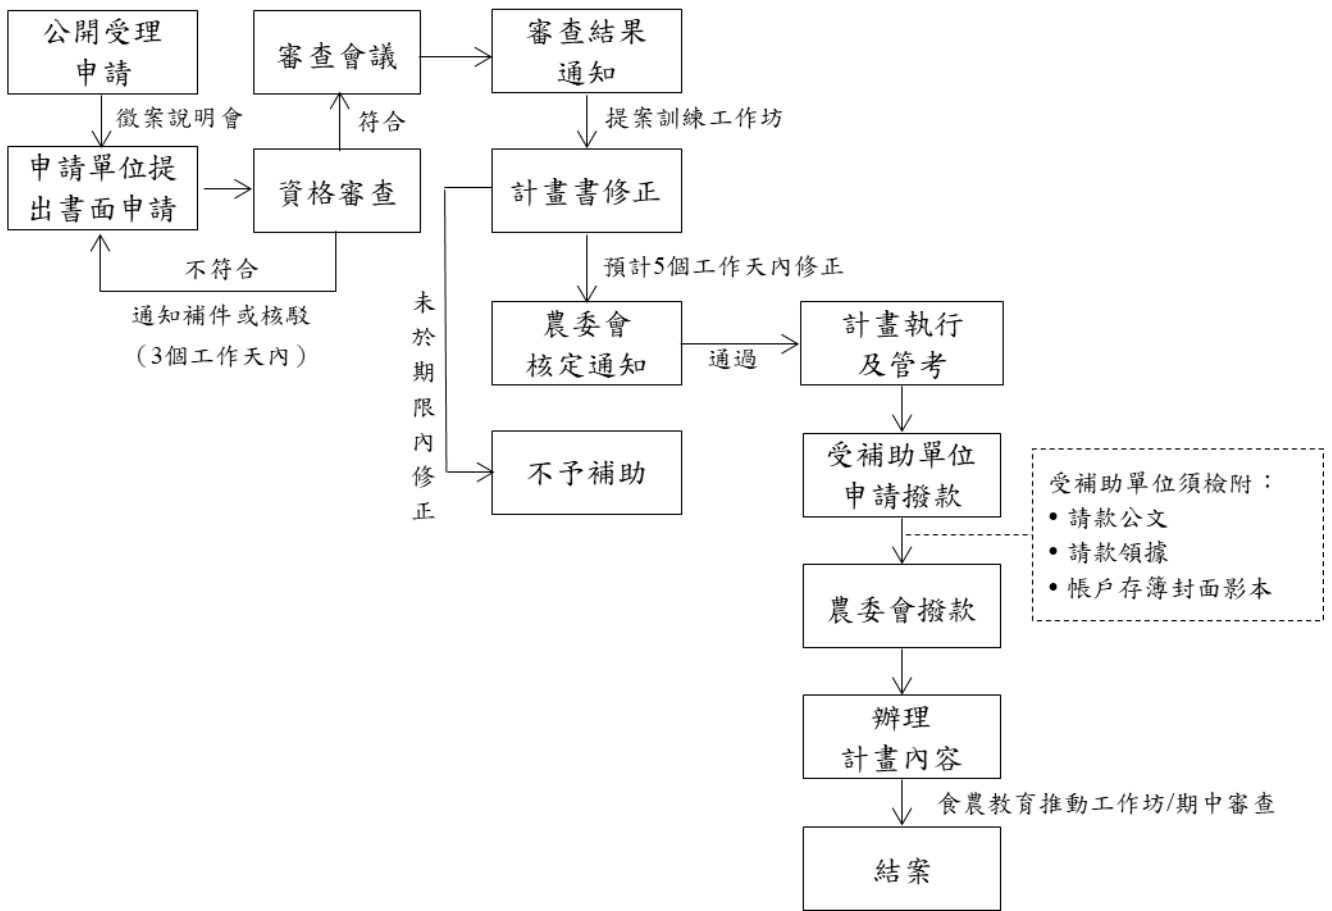 公開受理
申請
徵案說明會
申請單位提
出書面申請
資格審查
不符合
通知補件或核駁
（3個工作天內）
符合
審查會議
審查結果
通知
提案訓練工作坊
計畫書修正
未於期限內修正
不予補助
預計5個工作天內修正
農委會
核定通知
通過
計畫執行
及管考
受補助單位
申請撥款
受補助單位須檢附：
• 請款公文
• 請款領據
• 帳戶存簿封面影本
農委會撥款
辦理
計畫內容
食農教育推動工作坊/期中審查
結案